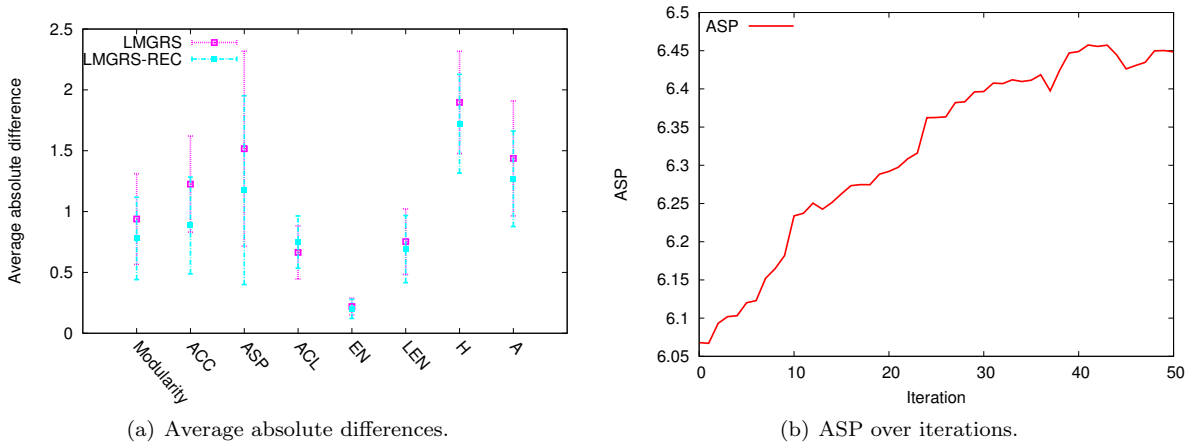 2.5
2
1.5
1
0.5
0
Average absolute difference
LMGRS
LMGRS-REC
Modularity
ACC
ASP
ACL
EN
LEN
H
A
(a) Average absolute differences.
6.5
6.45
6.4
6.35
6.3
6.25
6.2
6.15
6.1
6.05
ASP
ASP
0
10
20
30
40
50
Iteration
(b) ASP over iterations.